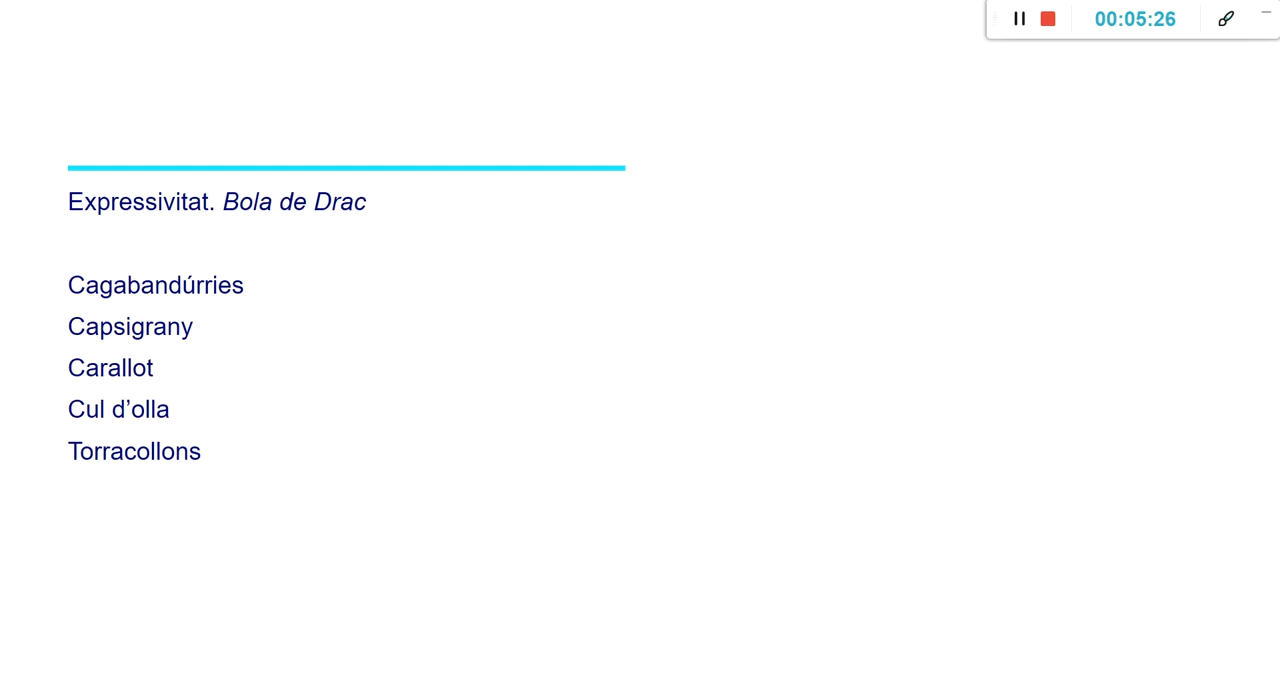 00:05:26
Expressivitat. Bola de Drac
Cagabandúrries
Capsigrany
Carallot
Cul d’olla
Torracollons